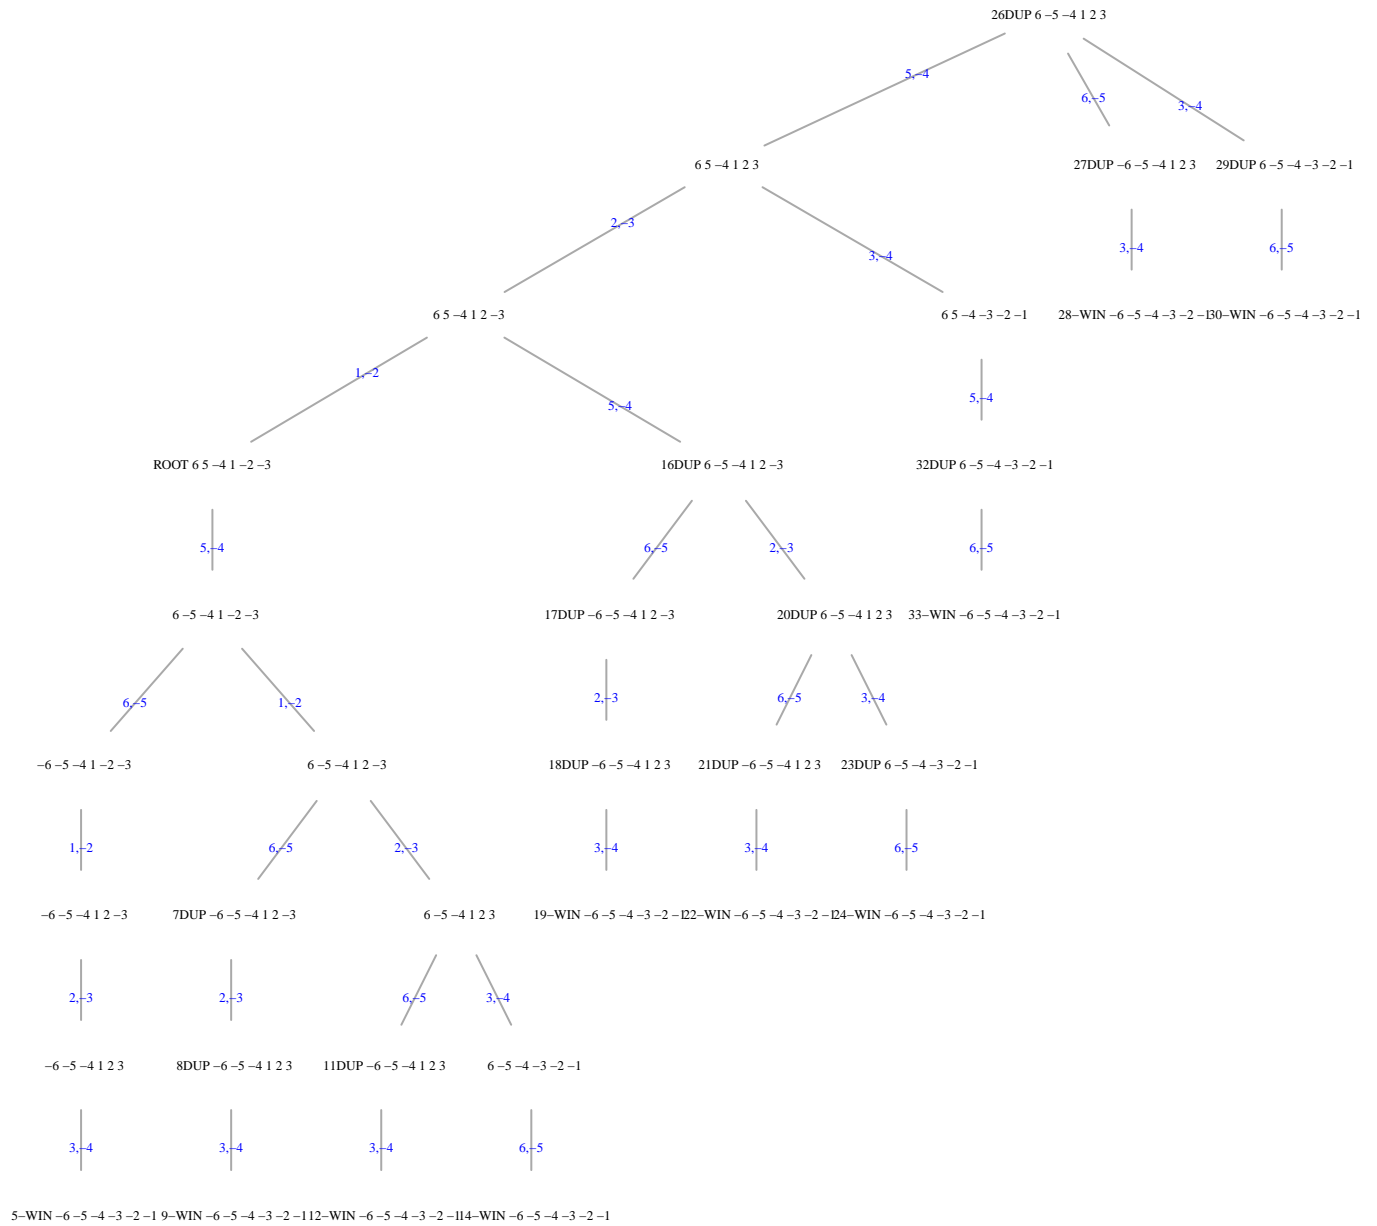 26DUP 6 –5 –4 1 2 3
5,–4
6,–5
3,–4
6 5 –4 1 2 3
27DUP –6 –5 –4 1 2 3
29DUP 6 –5 –4 –3 –2 –1
2,–3
3,–4
3,–4
6,–5
6 5 –4 1 2 –3
6 5 –4 –3 –2 –1
28–WIN –6 –5 –4 –3 –2 –1
30–WIN –6 –5 –4 –3 –2 –1
1,–2
5,–4
5,–4
ROOT 6 5 –4 1 –2 –3
16DUP 6 –5 –4 1 2 –3
32DUP 6 –5 –4 –3 –2 –1
5,–4
6,–5
2,–3
6,–5
6 –5 –4 1 –2 –3
17DUP –6 –5 –4 1 2 –3
20DUP 6 –5 –4 1 2 3
33–WIN –6 –5 –4 –3 –2 –1
6,–5
1,–2
2,–3
6,–5
3,–4
–6 –5 –4 1 –2 –3
6 –5 –4 1 2 –3
18DUP –6 –5 –4 1 2 3
21DUP –6 –5 –4 1 2 3
23DUP 6 –5 –4 –3 –2 –1
1,–2
6,–5
2,–3
3,–4
3,–4
6,–5
–6 –5 –4 1 2 –3
7DUP –6 –5 –4 1 2 –3
6 –5 –4 1 2 3
19–WIN –6 –5 –4 –3 –2 –1
22–WIN –6 –5 –4 –3 –2 –1
24–WIN –6 –5 –4 –3 –2 –1
2,–3
2,–3
6,–5
3,–4
–6 –5 –4 1 2 3
8DUP –6 –5 –4 1 2 3
11DUP –6 –5 –4 1 2 3
6 –5 –4 –3 –2 –1
3,–4
3,–4
3,–4
6,–5
5–WIN –6 –5 –4 –3 –2 –1
9–WIN –6 –5 –4 –3 –2 –1
12–WIN –6 –5 –4 –3 –2 –1
14–WIN –6 –5 –4 –3 –2 –1